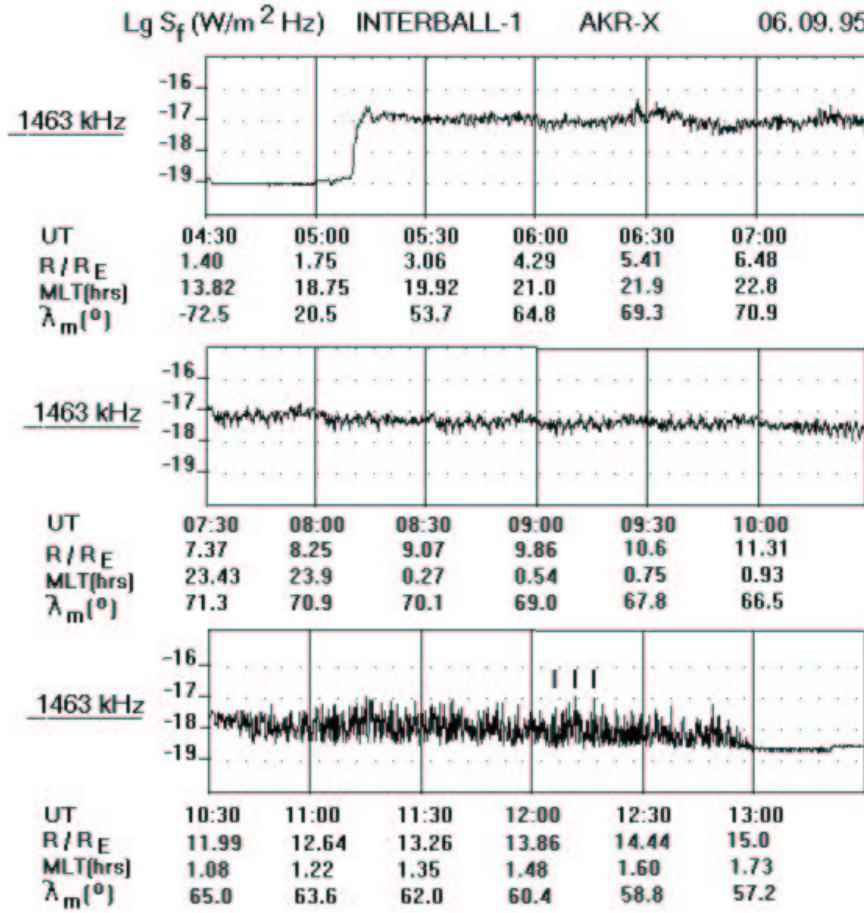 Lg S_f (W/m² Hz) INTERBALL-1 AKR-X 06.09.95
-16
-17
1463 kHz
-18
-19
UT 04:30 05:00 05:30 06:00 06:30 07:00
R/R_E 1.40 1.75 3.06 4.29 5.41 6.48
MLT(hrs) 13.82 18.75 19.92 21.0 21.9 22.8
λ_m(°) -72.5 20.5 53.7 64.8 69.3 70.9
-16
-17
1463 kHz
-18
-19
UT 07:30 08:00 08:30 09:00 09:30 10:00
R/R_E 7.37 8.25 9.07 9.86 10.6 11.31
MLT(hrs) 23.43 23.9 0.27 0.54 0.75 0.93
λ_m(°) 71.3 70.9 70.1 69.0 67.8 66.5
-16
-17
1463 kHz
-18
-19
UT 10:30 11:00 11:30 12:00 12:30 13:00
R/R_E 11.99 12.64 13.26 13.86 14.44 15.0
MLT(hrs) 1.08 1.22 1.35 1.48 1.60 1.73
λ_m(°) 65.0 63.6 62.0 60.4 58.8 57.2